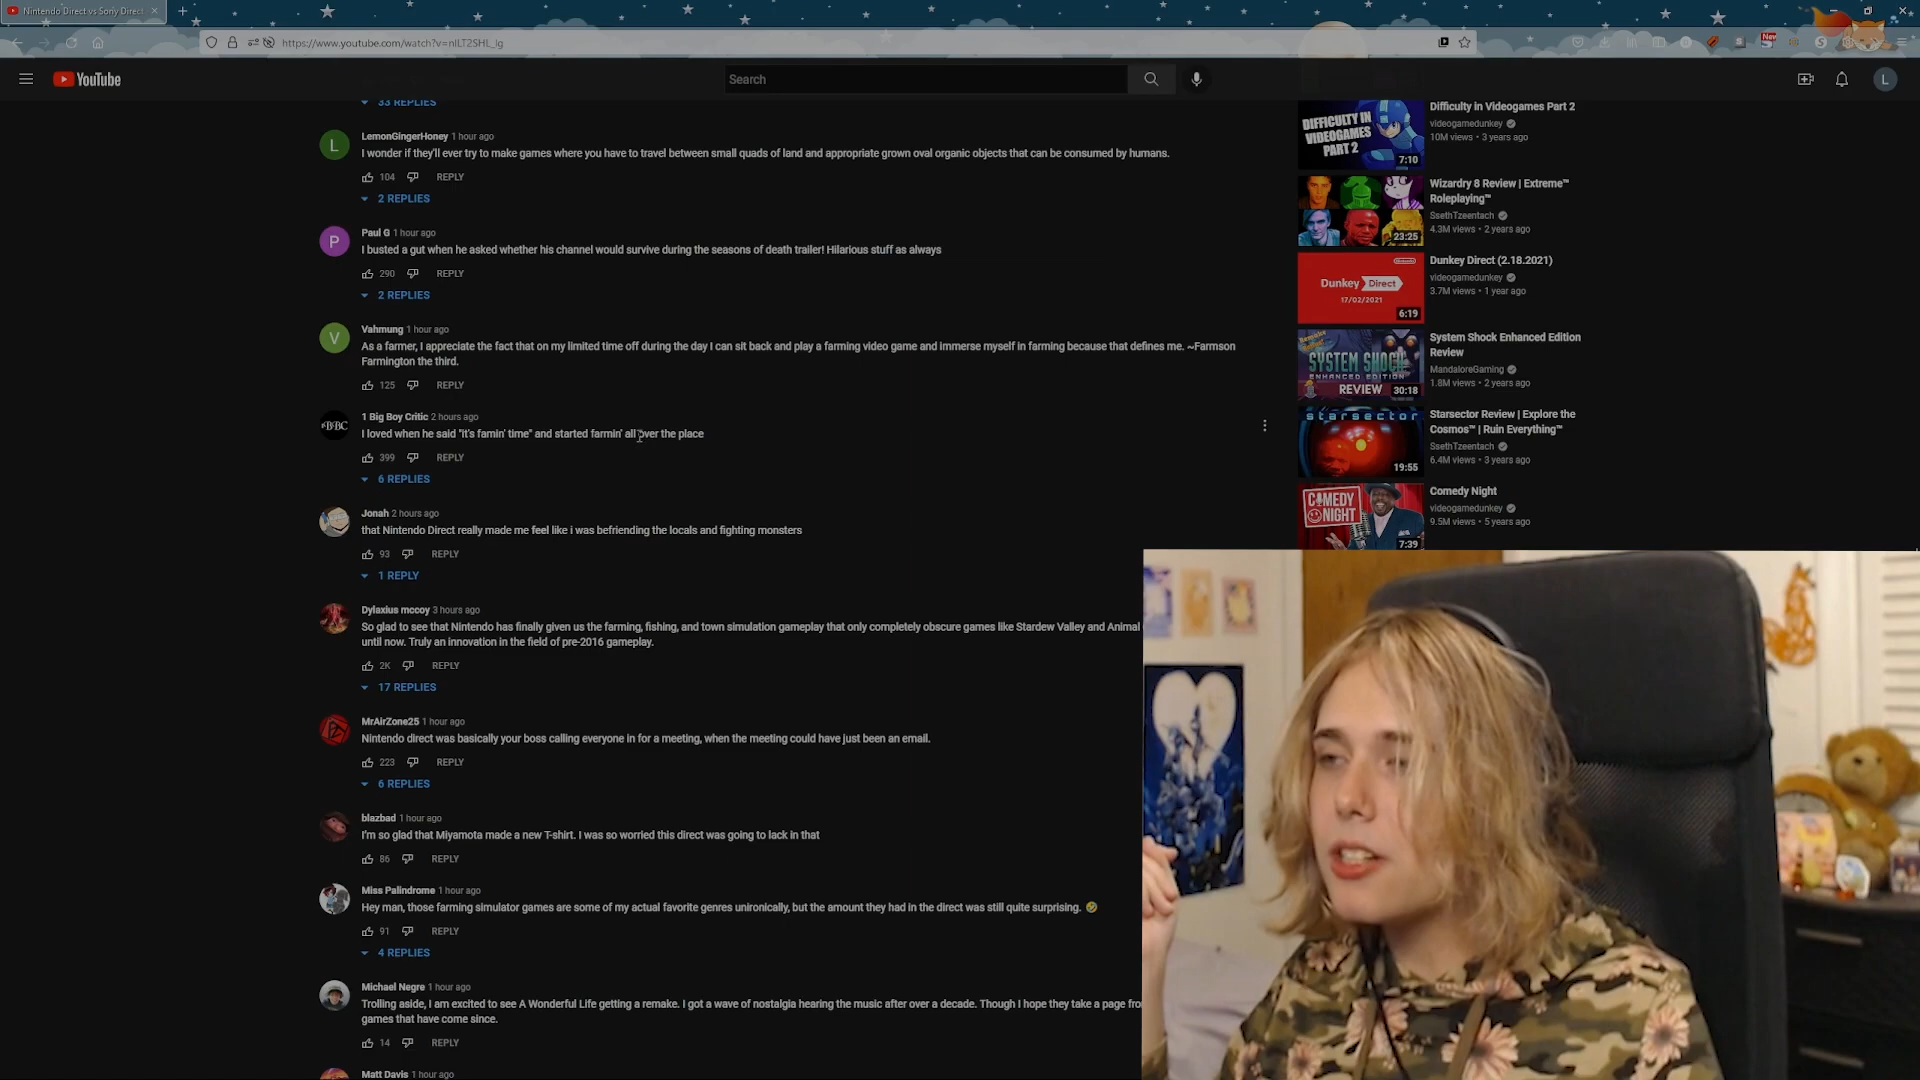 Nintendo Direct vs Sony Direct
https://www.youtube.com/watch?v=nILT2SHL_ig
New
YouTube
Search
L
33 REPLIES
L
LemonGingerHoney 1 hour ago
I wonder if they'll ever try to make games where you have to travel between small quads of land and appropriate grown oval organic objects that can be consumed by humans.
104 REPLY
2 REPLIES
P
Paul G 1 hour ago
I busted a gut when he asked whether his channel would survive during the seasons of death trailer! Hilarious stuff as always
290 REPLY
2 REPLIES
V
Vahmung 1 hour ago
As a farmer, I appreciate the fact that on my limited time off during the day I can sit back and play a farming video game and immerse myself in farming because that defines me. ~Farmson
Farmington the third.
125 REPLY
1 Big Boy Critic 2 hours ago
I loved when he said "it's famin' time" and started farmin' all over the place
399 REPLY
6 REPLIES
Jonah 2 hours ago
that Nintendo Direct really made me feel like i was befriending the locals and fighting monsters
93 REPLY
1 REPLY
Dylaxius mccoy 3 hours ago
So glad to see that Nintendo has finally given us the farming, fishing, and town simulation gameplay that only completely obscure games like Stardew Valley and Animal
until now. Truly an innovation in the field of pre-2016 gameplay.
2K REPLY
17 REPLIES
MrAirZone25 1 hour ago
Nintendo direct was basically your boss calling everyone in for a meeting, when the meeting could have just been an email.
223 REPLY
6 REPLIES
blazbad 1 hour ago
I'm so glad that Miyamota made a new T-shirt. I was so worried this direct was going to lack in that
86 REPLY
Miss Palindrome 1 hour ago
Hey man, those farming simulator games are some of my actual favorite genres unironically, but the amount they had in the direct was still quite surprising. 🤣
91 REPLY
4 REPLIES
Michael Negre 1 hour ago
Trolling aside, I am excited to see A Wonderful Life getting a remake. I got a wave of nostalgia hearing the music after over a decade. Though I hope they take a page fro
games that have come since.
14 REPLY
Matt Davis 1 hour ago
DIFFICULTY IN
VIDEOGAMES
PART 2
7:10
Difficulty in Videogames Part 2
videogamedunkey
10M views • 3 years ago
23:25
Wizardry 8 Review | Extreme™
Roleplaying™
SsethTzeentach
4.3M views • 2 years ago
Dunkey Direct
17/02/2021
6:19
Dunkey Direct (2.18.2021)
videogamedunkey
3.7M views • 1 year ago
SYSTEM SHOCK
ENHANCED EDITION
REVIEW
30:18
System Shock Enhanced Edition
Review
MandaloreGaming
1.8M views • 2 years ago
starsector
19:55
Starsector Review | Explore the
Cosmos™ | Ruin Everything™
SsethTzeentach
6.4M views • 3 years ago
COMEDY
NIGHT
7:39
Comedy Night
videogamedunkey
9.5M views • 5 years ago